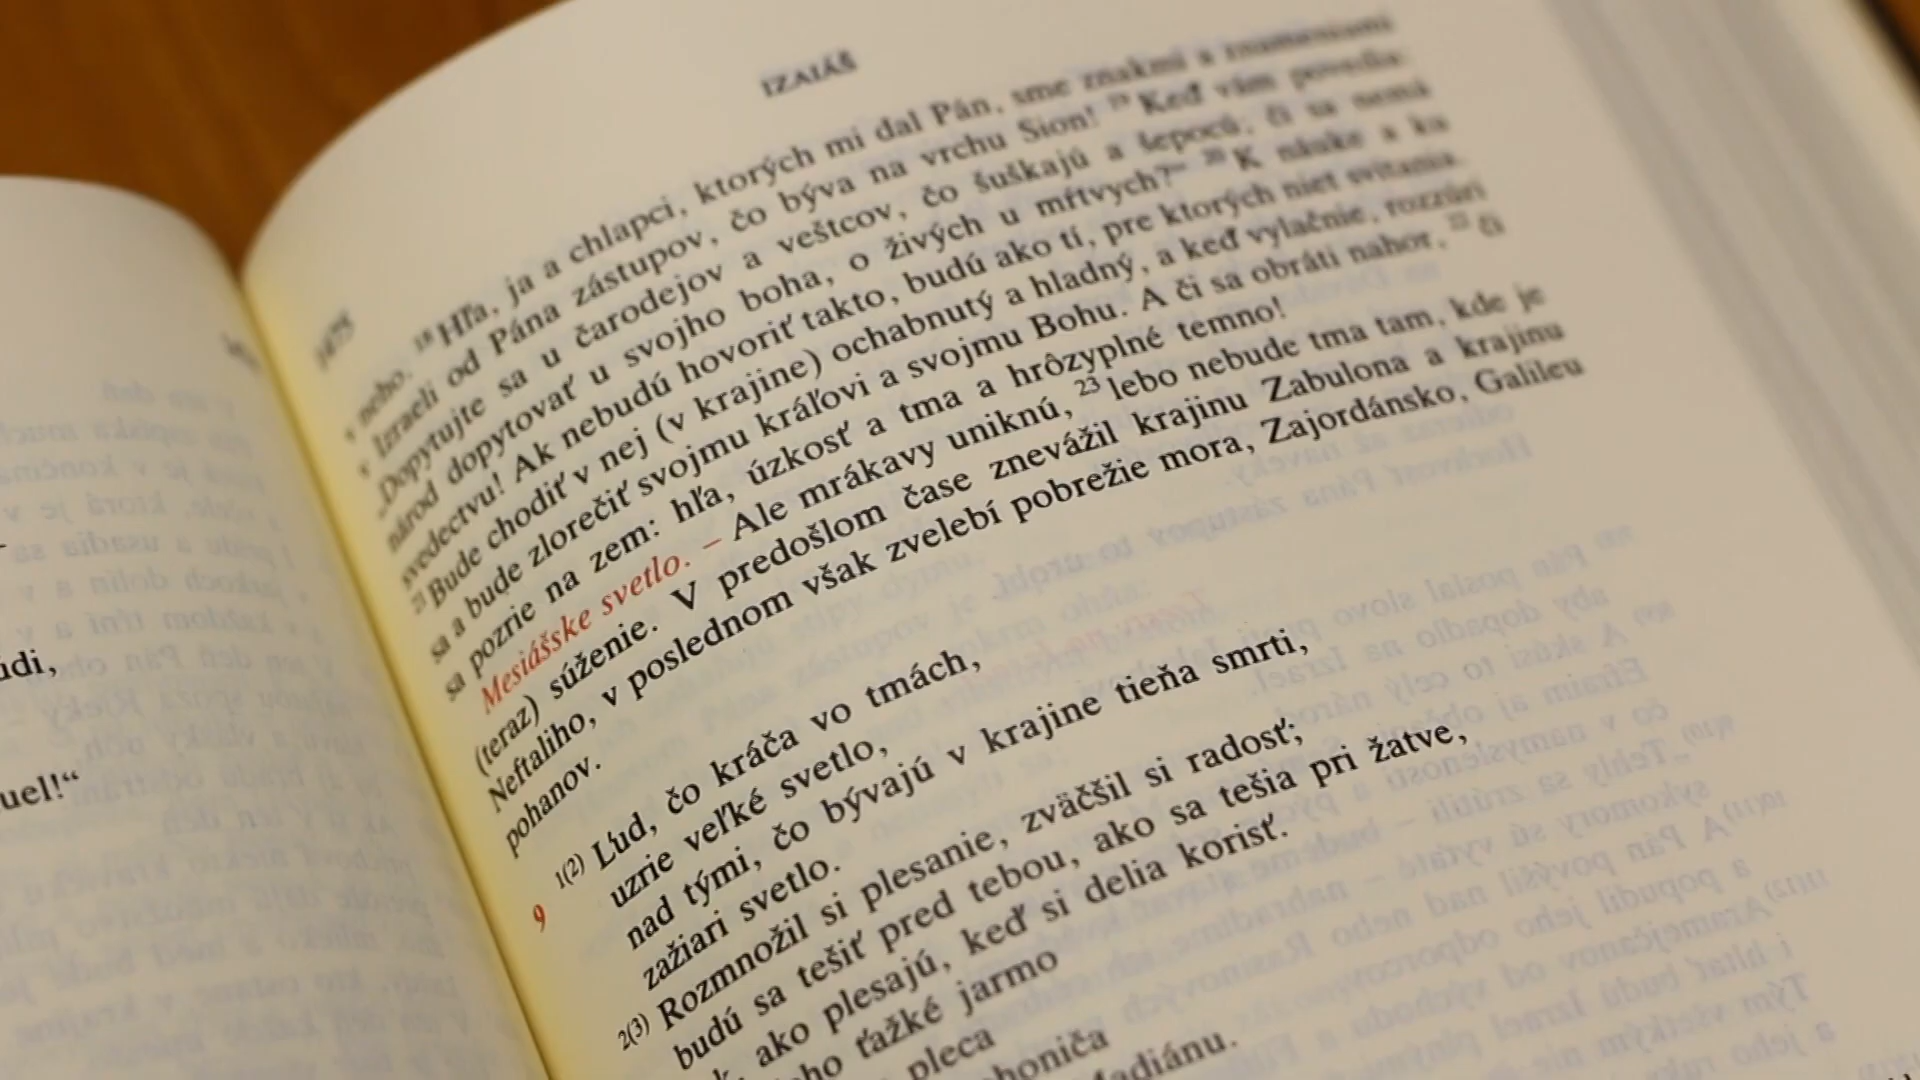 IZAIÁŠ
1675
v neho. 18 Hľa, ja a chlapci, ktorých mi dal Pán, sme znakmi a znameniami
v Izraeli od Pána zástupov, čo býva na vrchu Sion! 19 Keď vám povedia:
„Dopytujte sa u čarodejov a veštcov, čo šuškajú a šepocú; či sa nemá
národ dopytovať u svojho boha, o živých u mŕtvych?“ 20 K náuke a ku
svedectvu! Ak nebudú hovoriť takto, budú ako tí, pre ktorých niet svitania.
21 Bude chodiť v nej (v krajine) ochabnutý a hladný, a keď vylačnie, rozzúri
sa a bude zlorečiť svojmu kráľovi a svojmu Bohu. A či sa obráti nahor, 22 či
sa pozrie na zem: hľa, úzkosť a tma a hrôzyplné temno!
Mesiášske svetlo. – Ale mrákavy uniknú, 23 lebo nebude tma tam, kde je
(teraz) súženie. V predošlom čase znevážil krajinu Zabulona a krajinu
Neftaliho, v poslednom však zvelebí pobrežie mora, Zajordánsko, Galileu
pohanov.
9 1(2) Ľud, čo kráča vo tmách,
uzrie veľké svetlo,
nad tými, čo bývajú v krajine tieňa smrti,
zažiari svetlo.
2(3) Rozmnožil si plesanie, zväčšil si radosť;
budú sa tešiť pred tebou, ako sa tešia pri žatve,
ako plesajú, keď si delia korisť.
ťažké jarmo
pleca
údi,
uel!“